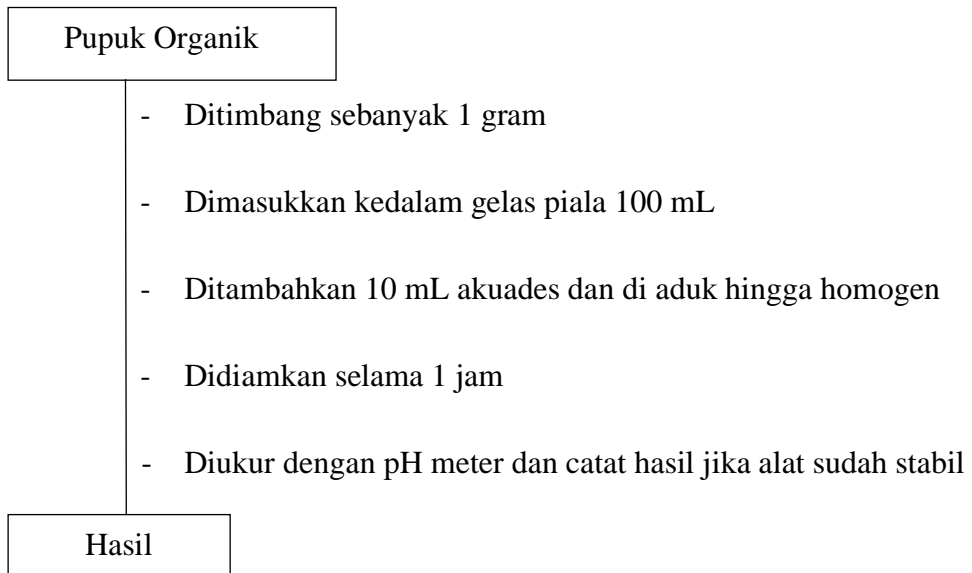 Pupuk Organik
- Ditimbang sebanyak 1 gram
- Dimasukkan kedalam gelas piala 100 mL
- Ditambahkan 10 mL akuades dan di aduk hingga homogen
- Didiamkan selama 1 jam
- Diukur dengan pH meter dan catat hasil jika alat sudah stabil
Hasil